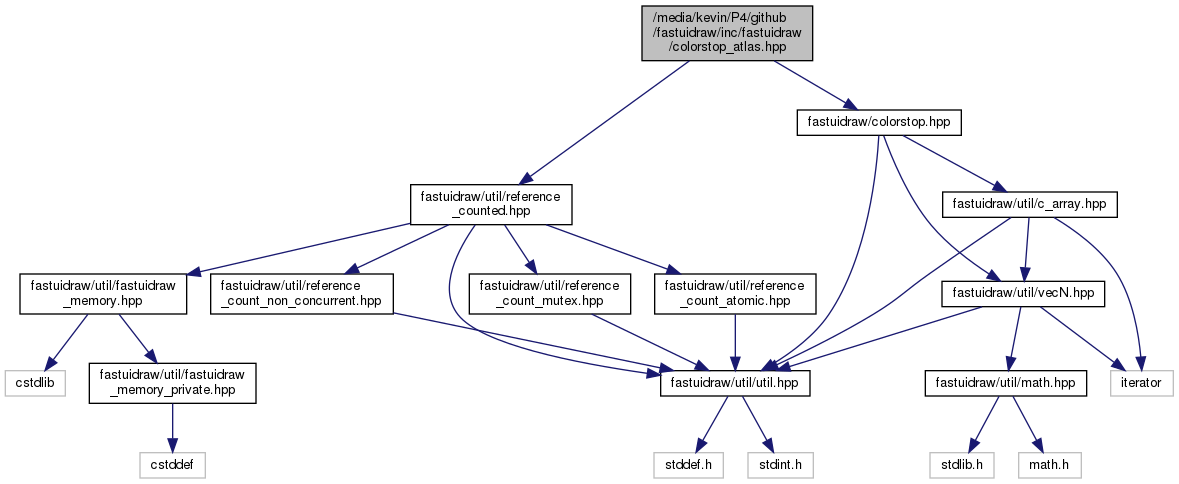 /media/kevin/P4/github
/fastuidraw/inc/fastuidraw
/colorstop_atlas.hpp
fastuidraw/colorstop.hpp
fastuidraw/util/reference
_counted.hpp
fastuidraw/util/c_array.hpp
fastuidraw/util/fastuidraw
_memory.hpp
fastuidraw/util/reference
_count_non_concurrent.hpp
fastuidraw/util/reference
_count_mutex.hpp
fastuidraw/util/reference
_count_atomic.hpp
fastuidraw/util/vecN.hpp
cstdlib
fastuidraw/util/fastuidraw
_memory_private.hpp
fastuidraw/util/util.hpp
fastuidraw/util/math.hpp
iterator
cstddef
stddef.h
stdint.h
stdlib.h
math.h